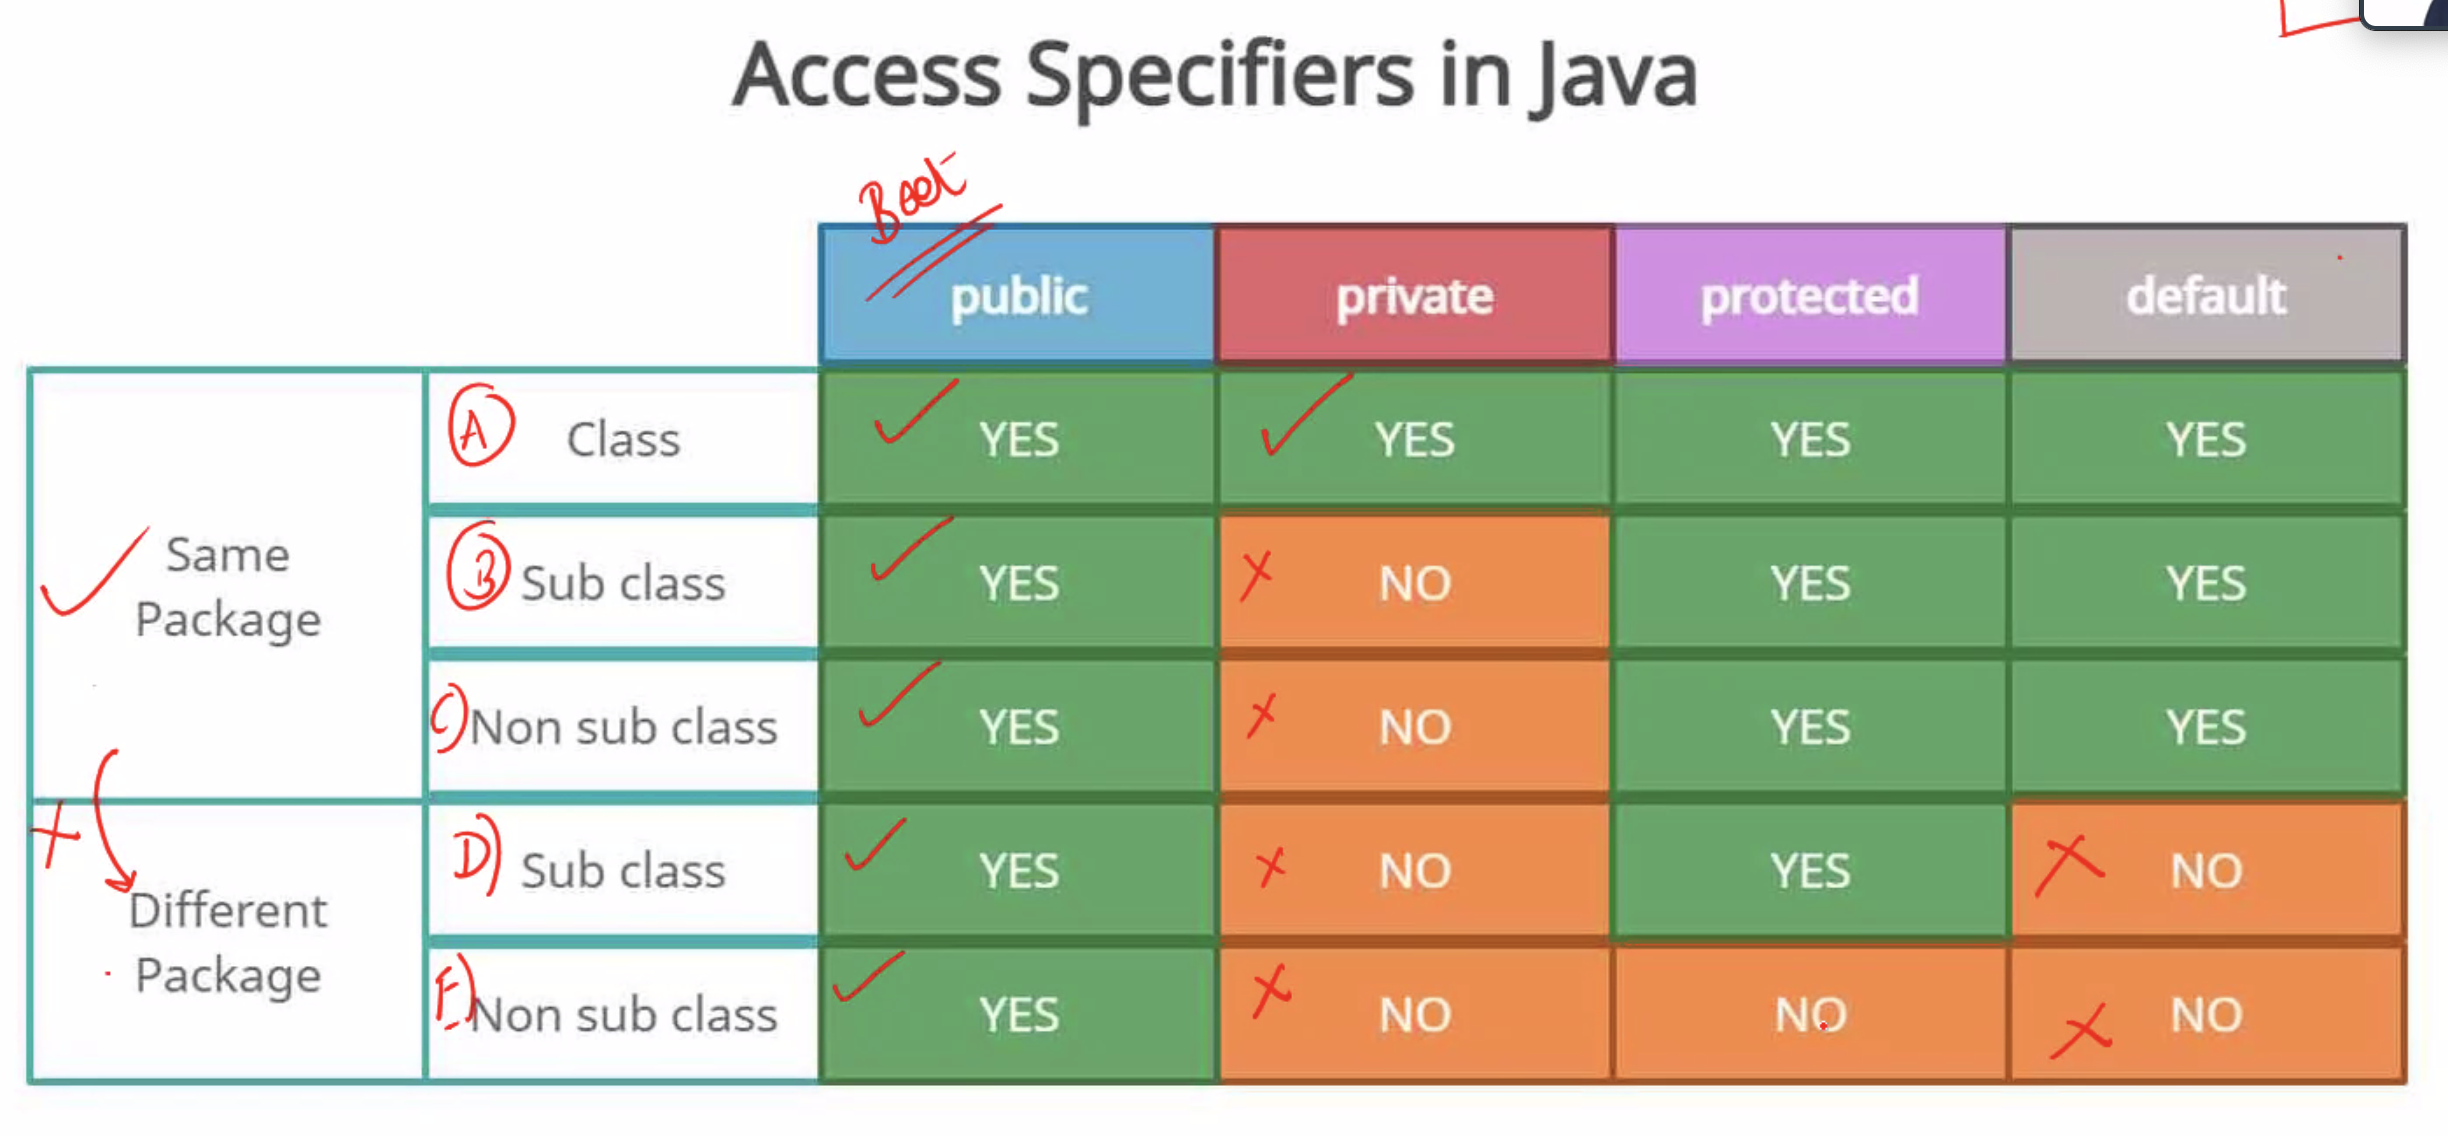 Access Specifiers in Java
public private protected default
Same
Package
A Class YES YES YES YES
B Sub class YES NO YES YES
C) Non sub class YES NO YES YES
Different
Package
D) Sub class YES NO YES NO
E) Non sub class YES NO NO NO